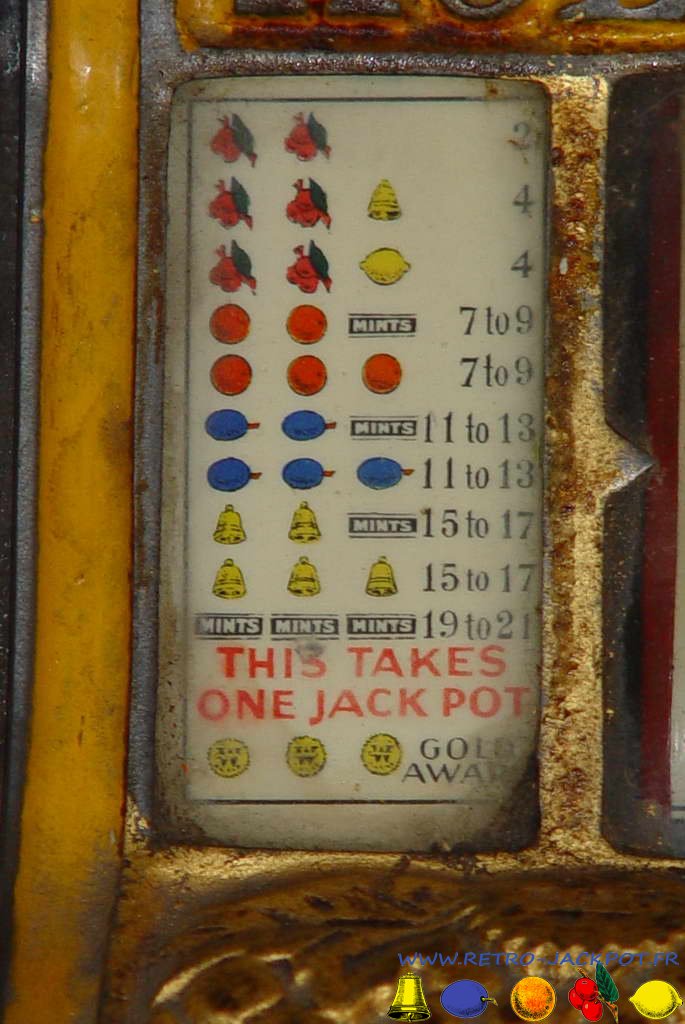 2
4
4
MINTS 7 to 9
7 to 9
MINTS 11 to 13
11 to 13
MINTS 15 to 17
15 to 17
MINTS MINTS MINTS 19 to 21
THIS TAKES
ONE JACK POT
W W W GOLD
WWW.RETRO-JACKPOT.FR